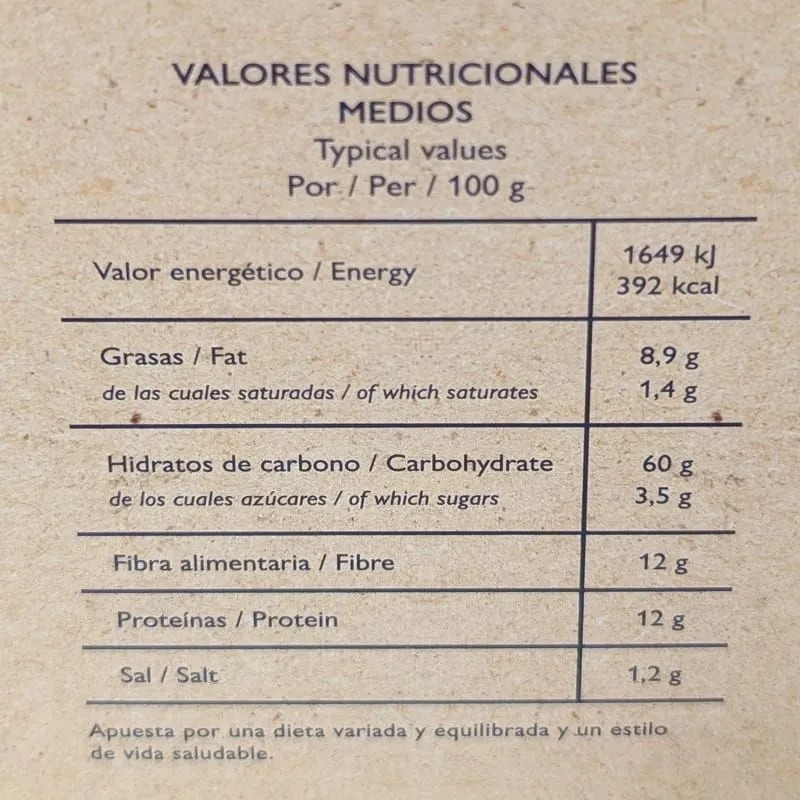 VALORES NUTRICIONALES
MEDIOS
Typical values
Por / Per / 100 g
Valor energético / Energy
1649 kJ
392 kcal
Grasas / Fat 8,9 g
de las cuales saturadas / of which saturates 1,4 g
Hidratos de carbono / Carbohydrate 60 g
de los cuales azúcares / of which sugars 3,5 g
Fibra alimentaria / Fibre 12 g
Proteínas / Protein 12 g
Sal / Salt 1,2 g
Apuesta por una dieta variada y equilibrada y un estilo
de vida saludable.